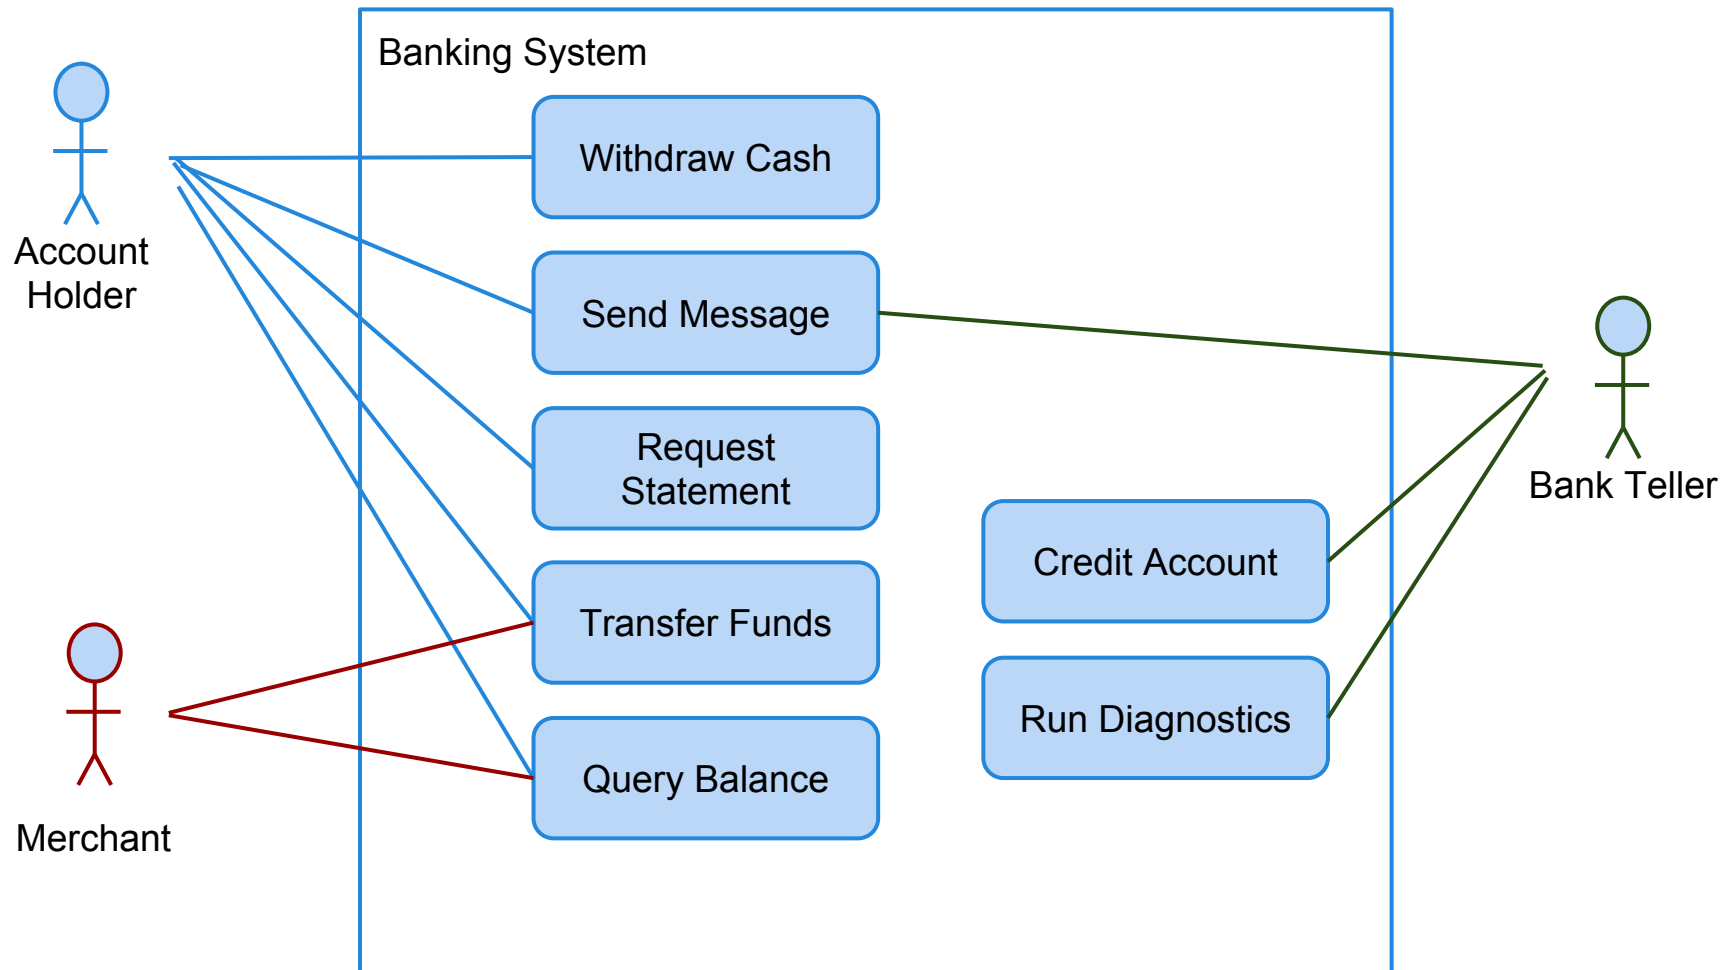 Banking System
Withdraw Cash
Account
Holder
Send Message
Request
Statement
Bank Teller
Credit Account
Transfer Funds
Run Diagnostics
Query Balance
Merchant